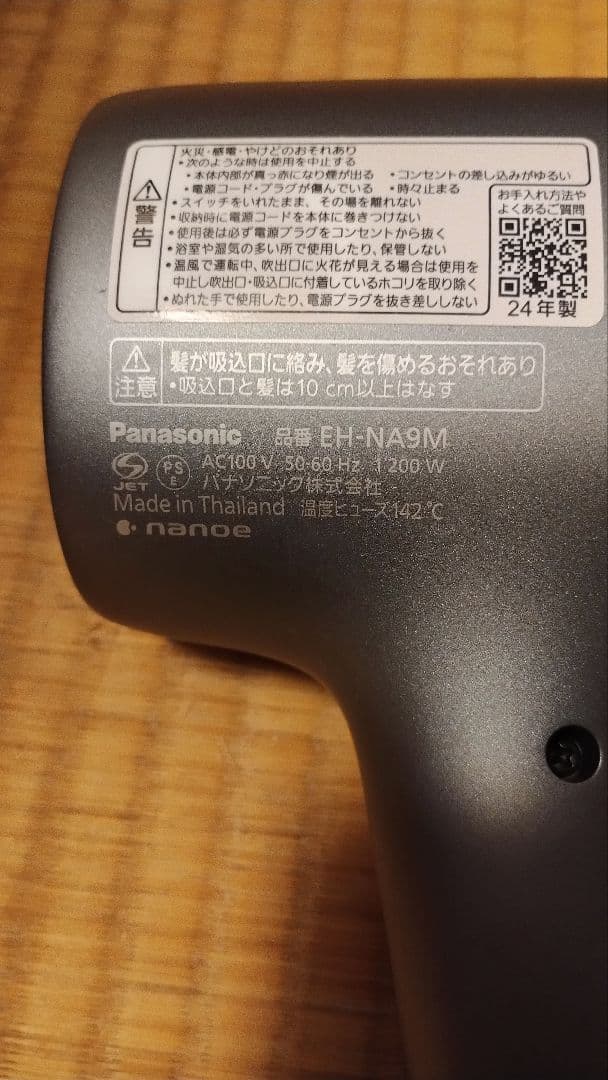 警告
火災・感電・やけどのおそれあり
•次のような時は使用を中止する
•本体内部が真っ赤になり煙が出る •コンセントの差し込みがゆるい
•電源コード・プラグが傷んでいる •時々止まる
•スイッチをいれたまま、その場を離れない
•収納時に電源コードを本体に巻きつけない
•使用後は必ず電源プラグをコンセントから抜く
•浴室や湿気の多い所で使用したり、保管しない
•温風で運転中、吹出口に火花が見える場合は使用を
中止し吹出口・吸込口に付着しているホコリを取り除く
•ぬれた手で使用したり、電源プラグを抜き差ししない
お手入れ方法や
よくあるご質問
24年製
注意
髪が吸込口に絡み、髪を傷めるおそれあり
•吸込口と髪は10 cm以上はなす
Panasonic 品番 EH-NA9M
JET PS E AC100 V 50-60 Hz 1 200 W
パナソニック株式会社
Made in Thailand 温度ヒューズ142 ℃
nanoe